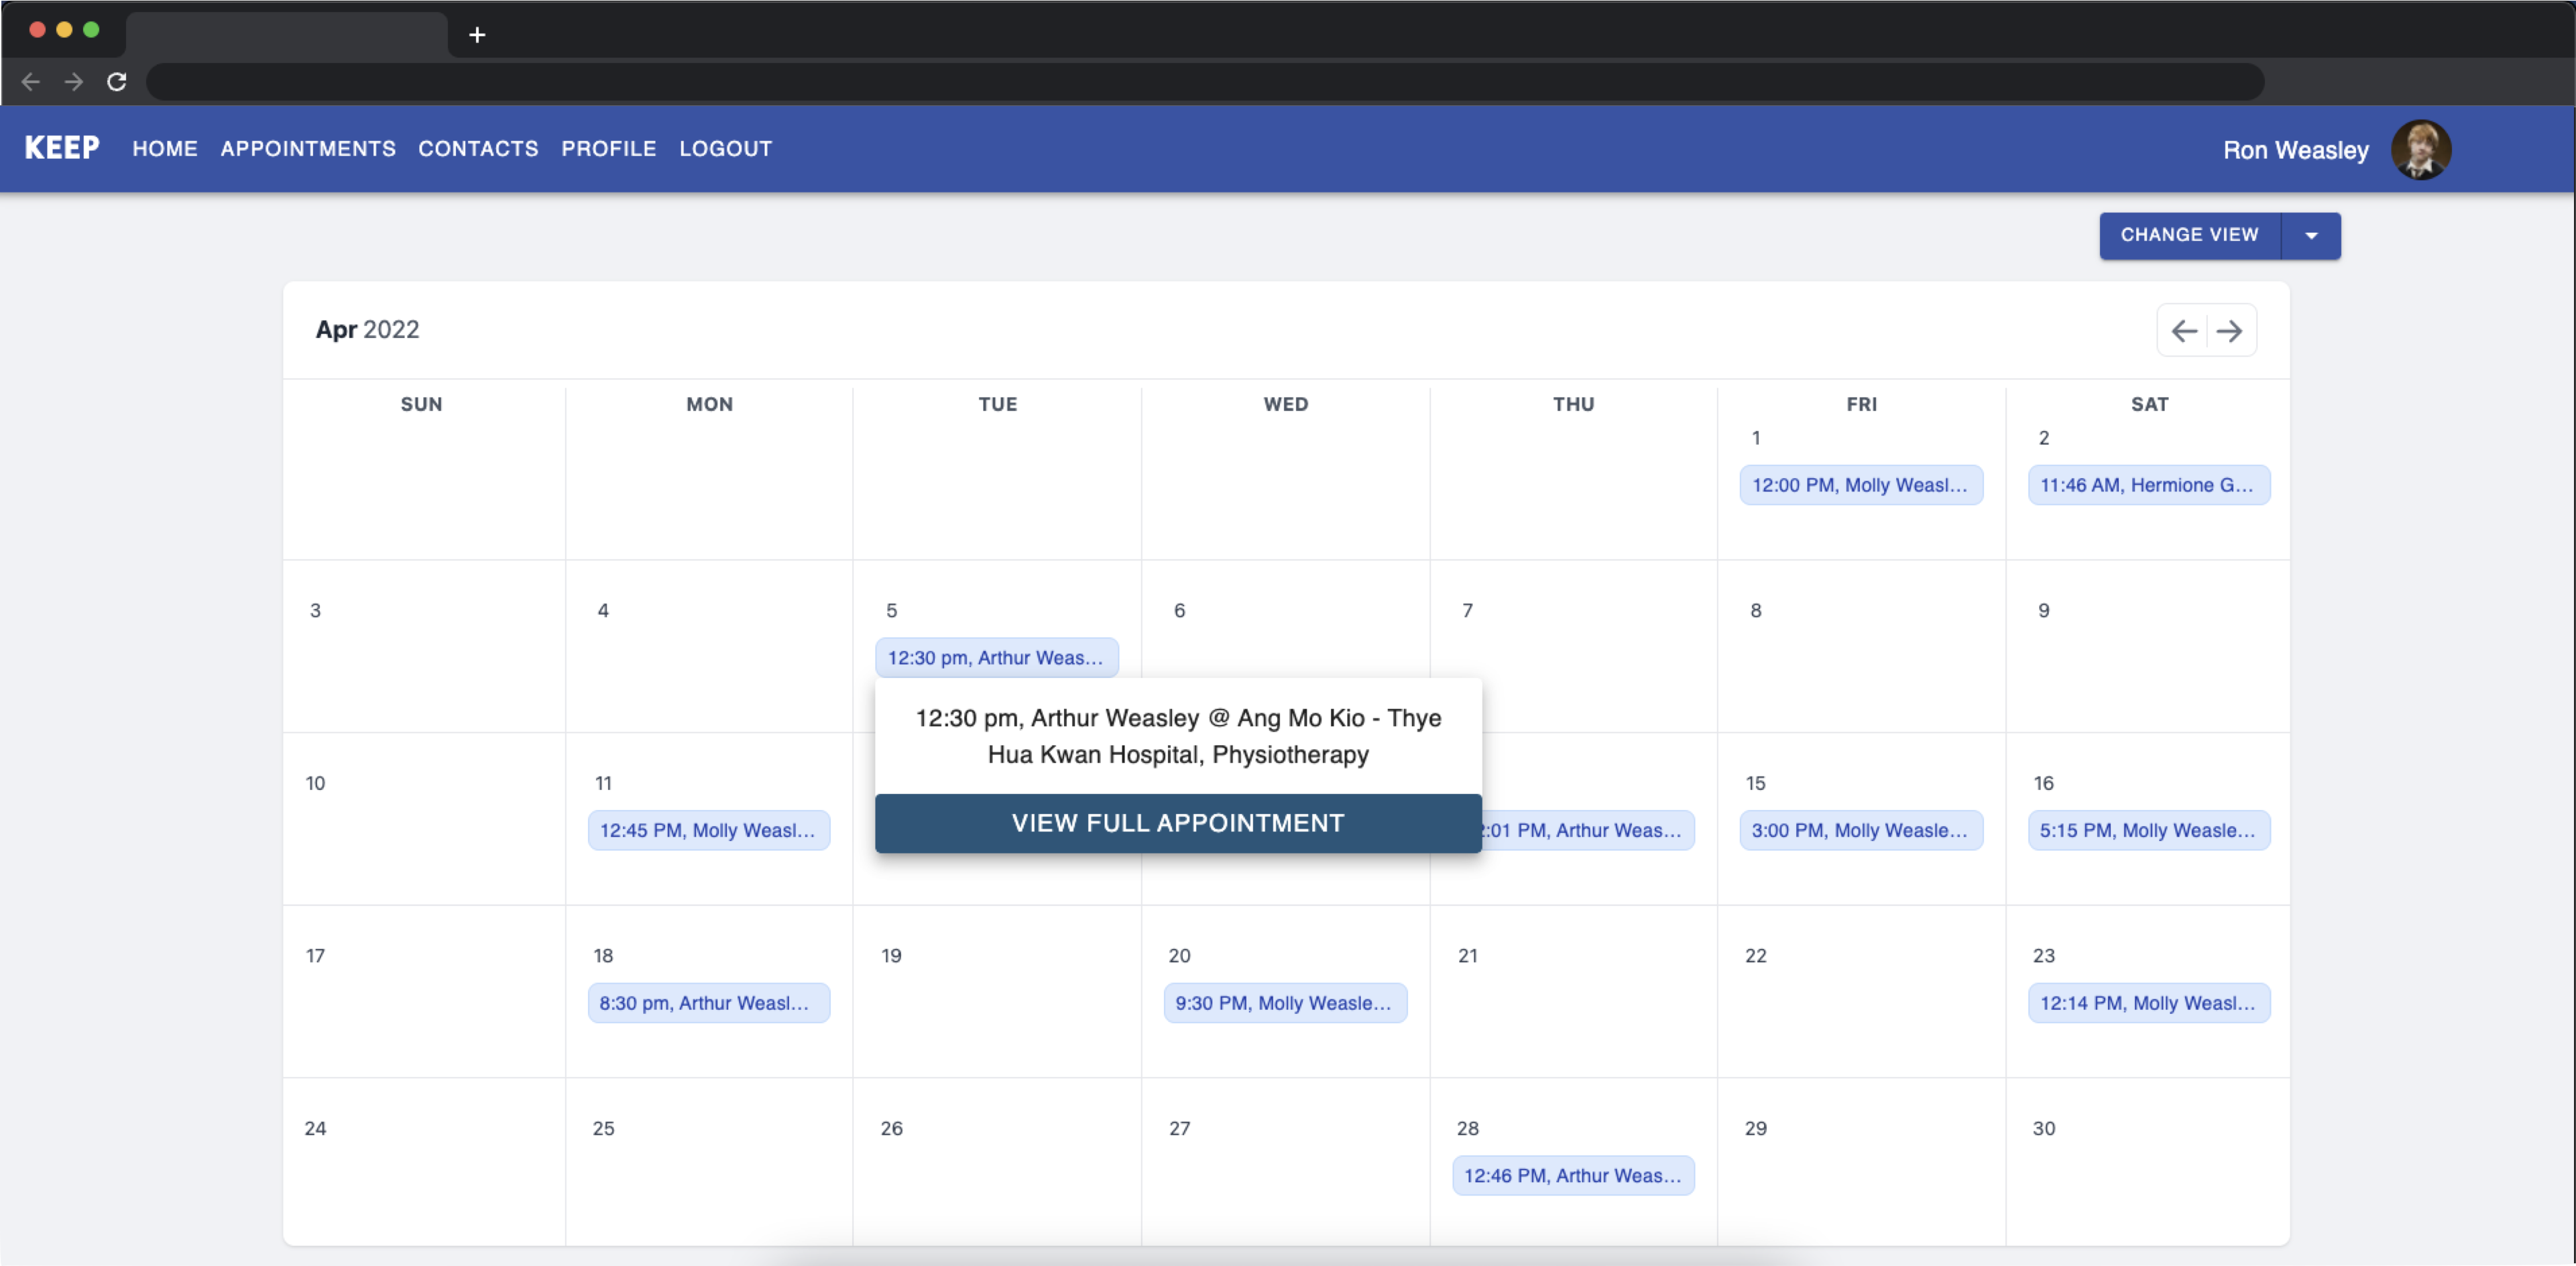 KEEP HOME APPOINTMENTS CONTACTS PROFILE LOGOUT Ron Weasley
CHANGE VIEW
Apr 2022
SUN MON TUE WED THU FRI SAT
1 2
12:00 PM, Molly Weasl... 11:46 AM, Hermione G...
3 4 5 6 7 8 9
12:30 pm, Arthur Weas...
12:30 pm, Arthur Weasley @ Ang Mo Kio - Thye
Hua Kwan Hospital, Physiotherapy
10 11 15 16
VIEW FULL APPOINTMENT
12:45 PM, Molly Weasl... :01 PM, Arthur Weas... 3:00 PM, Molly Weasle... 5:15 PM, Molly Weasle...
17 18 19 20 21 22 23
8:30 pm, Arthur Weasl... 9:30 PM, Molly Weasle... 12:14 PM, Molly Weasl...
24 25 26 27 28 29 30
12:46 PM, Arthur Weas...